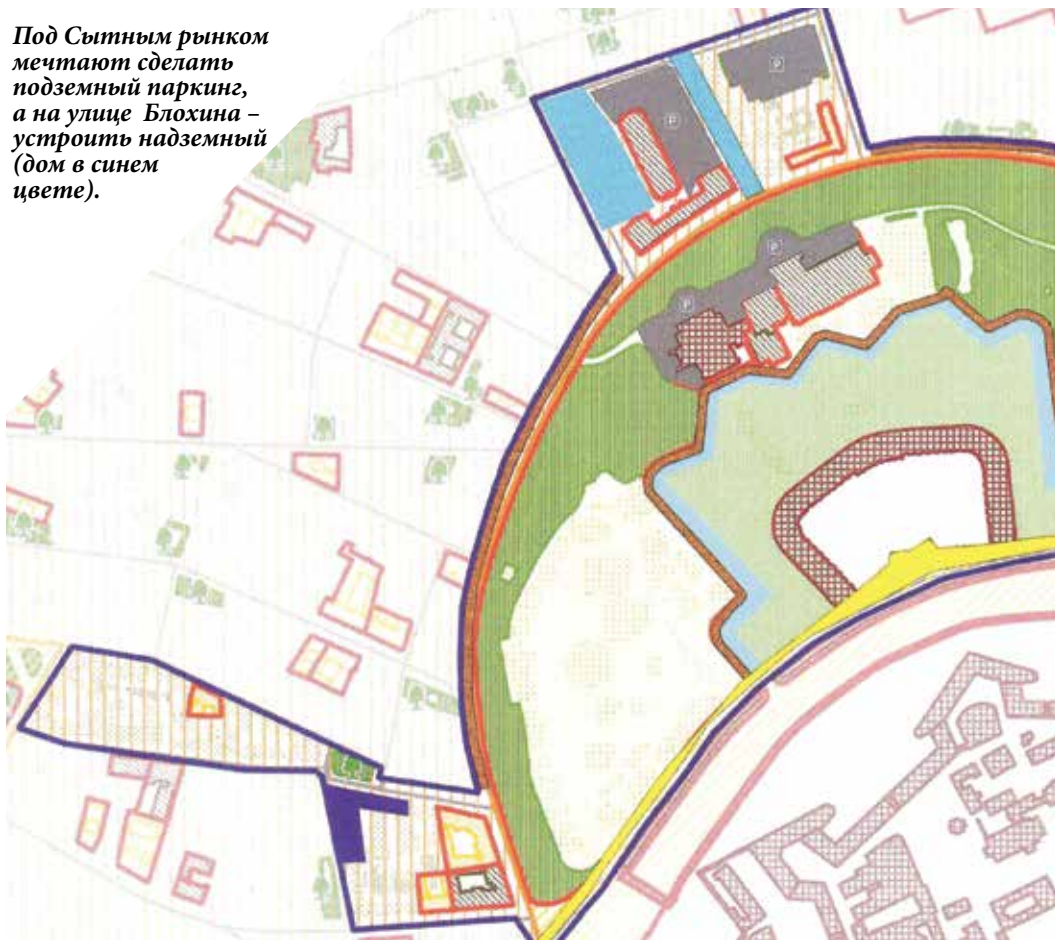 Под Сытным рынком
мечтают сделать
подземный паркинг,
а на улице Блохина –
устроить надземный
(дом в синем
цвете).
P
P
P
P